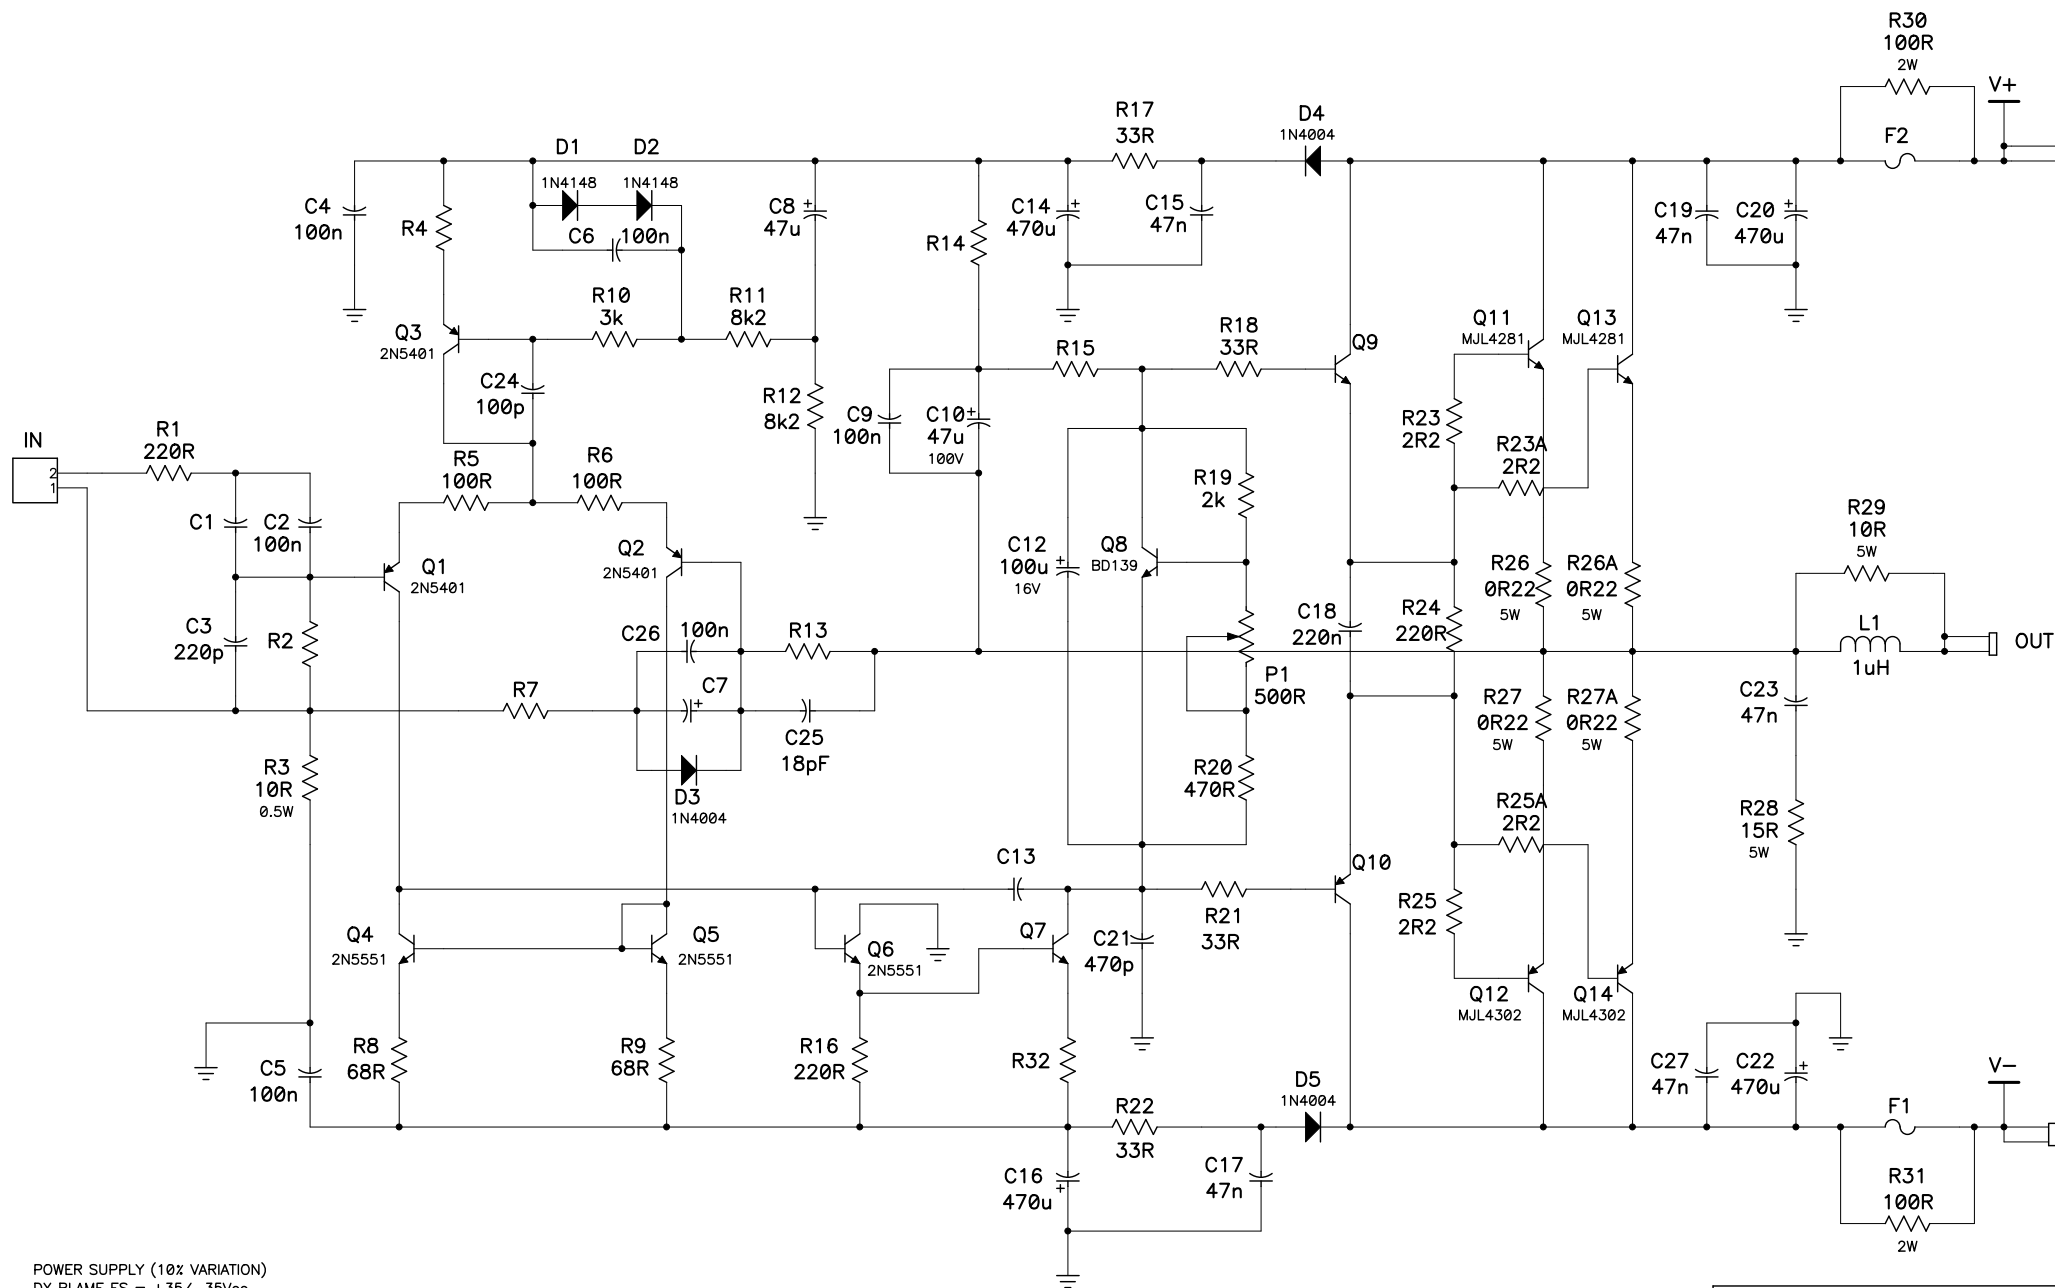 R30
100R
2W
V+
F2
R17
33R
D4
1N4004
D1
D2
1N4148
1N4148
C4
100n
R4
C6
100n
C8
+
47u
R14
C14
+
470u
C15
47n
C19
47n
C20
+
470u
R10
3k
R11
8k2
Q3
2N5401
C24
100p
R12
8k2
C9
100n
C10
+
47u
100V
R15
R18
33R
Q9
Q11
MJL4281
Q13
MJL4281
R23
2R2
R23A
2R2
IN
2
1
R1
220R
R5
100R
R6
100R
R19
2k
C1
C2
100n
Q1
2N5401
Q2
2N5401
C12
+
100u
16V
Q8
BD139
R26
0R22
5W
R26A
0R22
5W
R29
10R
5W
C3
220p
R2
C26
100n
R13
C18
220n
R24
220R
L1
1uH
OUT
R7
C7
+
C25
18pF
P1
500R
R27
0R22
5W
R27A
0R22
5W
C23
47n
R3
10R
0.5W
D3
1N4004
R20
470R
R25A
2R2
R28
15R
5W
C13
Q10
R21
33R
R25
2R2
Q4
2N5551
Q5
2N5551
Q6
2N5551
Q7
C21
470p
Q12
MJL4302
Q14
MJL4302
R8
68R
R9
68R
R16
220R
R32
C5
100n
C27
47n
C22
+
470u
V-
R22
33R
D5
1N4004
F1
C16
+
470u
C17
47n
R31
100R
2W
POWER SUPPLY (10% VARIATION)